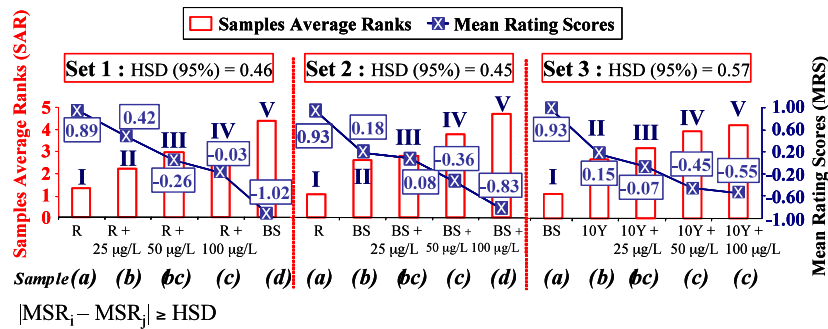 Samples Average Ranks Mean Rating Scores
Samples Average Ranks (SAR)
Mean Rating Scores (MRS)
Set 1 : HSD (95%) = 0.46
Set 2 : HSD (95%) = 0.45
Set 3 : HSD (95%) = 0.57
5
4
3
2
1
0
1.00
0.60
0.20
-0.20
-0.60
-1.00
I II III IV V
0.89 0.42 -0.26 -0.03 -1.02
I II III IV V
0.93 0.18 0.08 -0.36 -0.83
I II III IV V
0.93 0.15 -0.07 -0.45 -0.55
R R + R + R + BS R BS BS + BS + BS + BS 10Y 10Y + 10Y + 10Y +
25 µg/L 50 µg/L 100 µg/L 25 µg/L 50 µg/L 100 µg/L 25 µg/L 50 µg/L 100 µg/L
Sample (a) (b) (bc) (c) (d) (a) (b) (bc) (c) (d) (a) (b) (bc) (c) (c)
|MSRi – MSRj| ≥ HSD